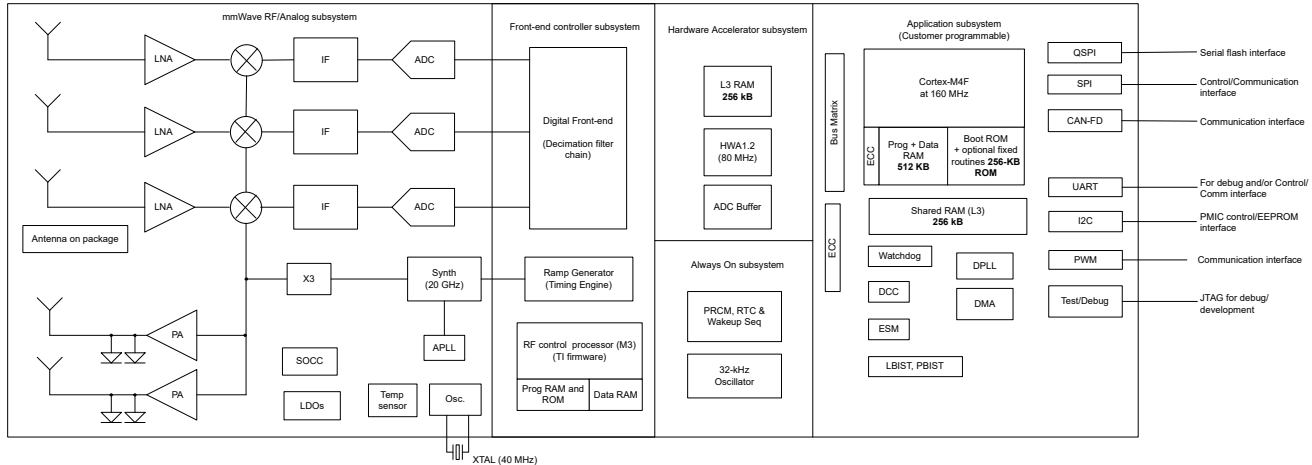 mmWave RF/Analog subsystem
LNA
IF
ADC
LNA
IF
ADC
LNA
IF
ADC
Antenna on package
X3
Synth
(20 GHz)
PA
APLL
SOCC
PA
LDOs
Temp
sensor
Osc.
XTAL (40 MHz)
Front-end controller subsystem
Digital Front-end
(Decimation filter
chain)
Ramp Generator
(Timing Engine)
RF control processor (M3)
(TI firmware)
Prog RAM and
ROM
Data RAM
Hardware Accelerator subsystem
L3 RAM
256 kB
HWA1.2
(80 MHz)
ADC Buffer
Always On subsystem
PRCM, RTC &
Wakeup Seq
32-kHz
Oscillator
Application subsystem
(Customer programmable)
Bus Matrix
ECC
Cortex-M4F
at 160 MHz
ECC
Prog + Data
RAM
512 KB
Boot ROM
+ optional fixed
routines 256-KB
ROM
Shared RAM (L3)
256 kB
Watchdog
DPLL
DCC
DMA
ESM
LBIST, PBIST
QSPI
Serial flash interface
SPI
Control/Communication
interface
CAN-FD
Communication interface
UART
For debug and/or Control/
Comm interface
I2C
PMIC control/EEPROM
interface
PWM
Communication interface
Test/Debug
JTAG for debug/
development